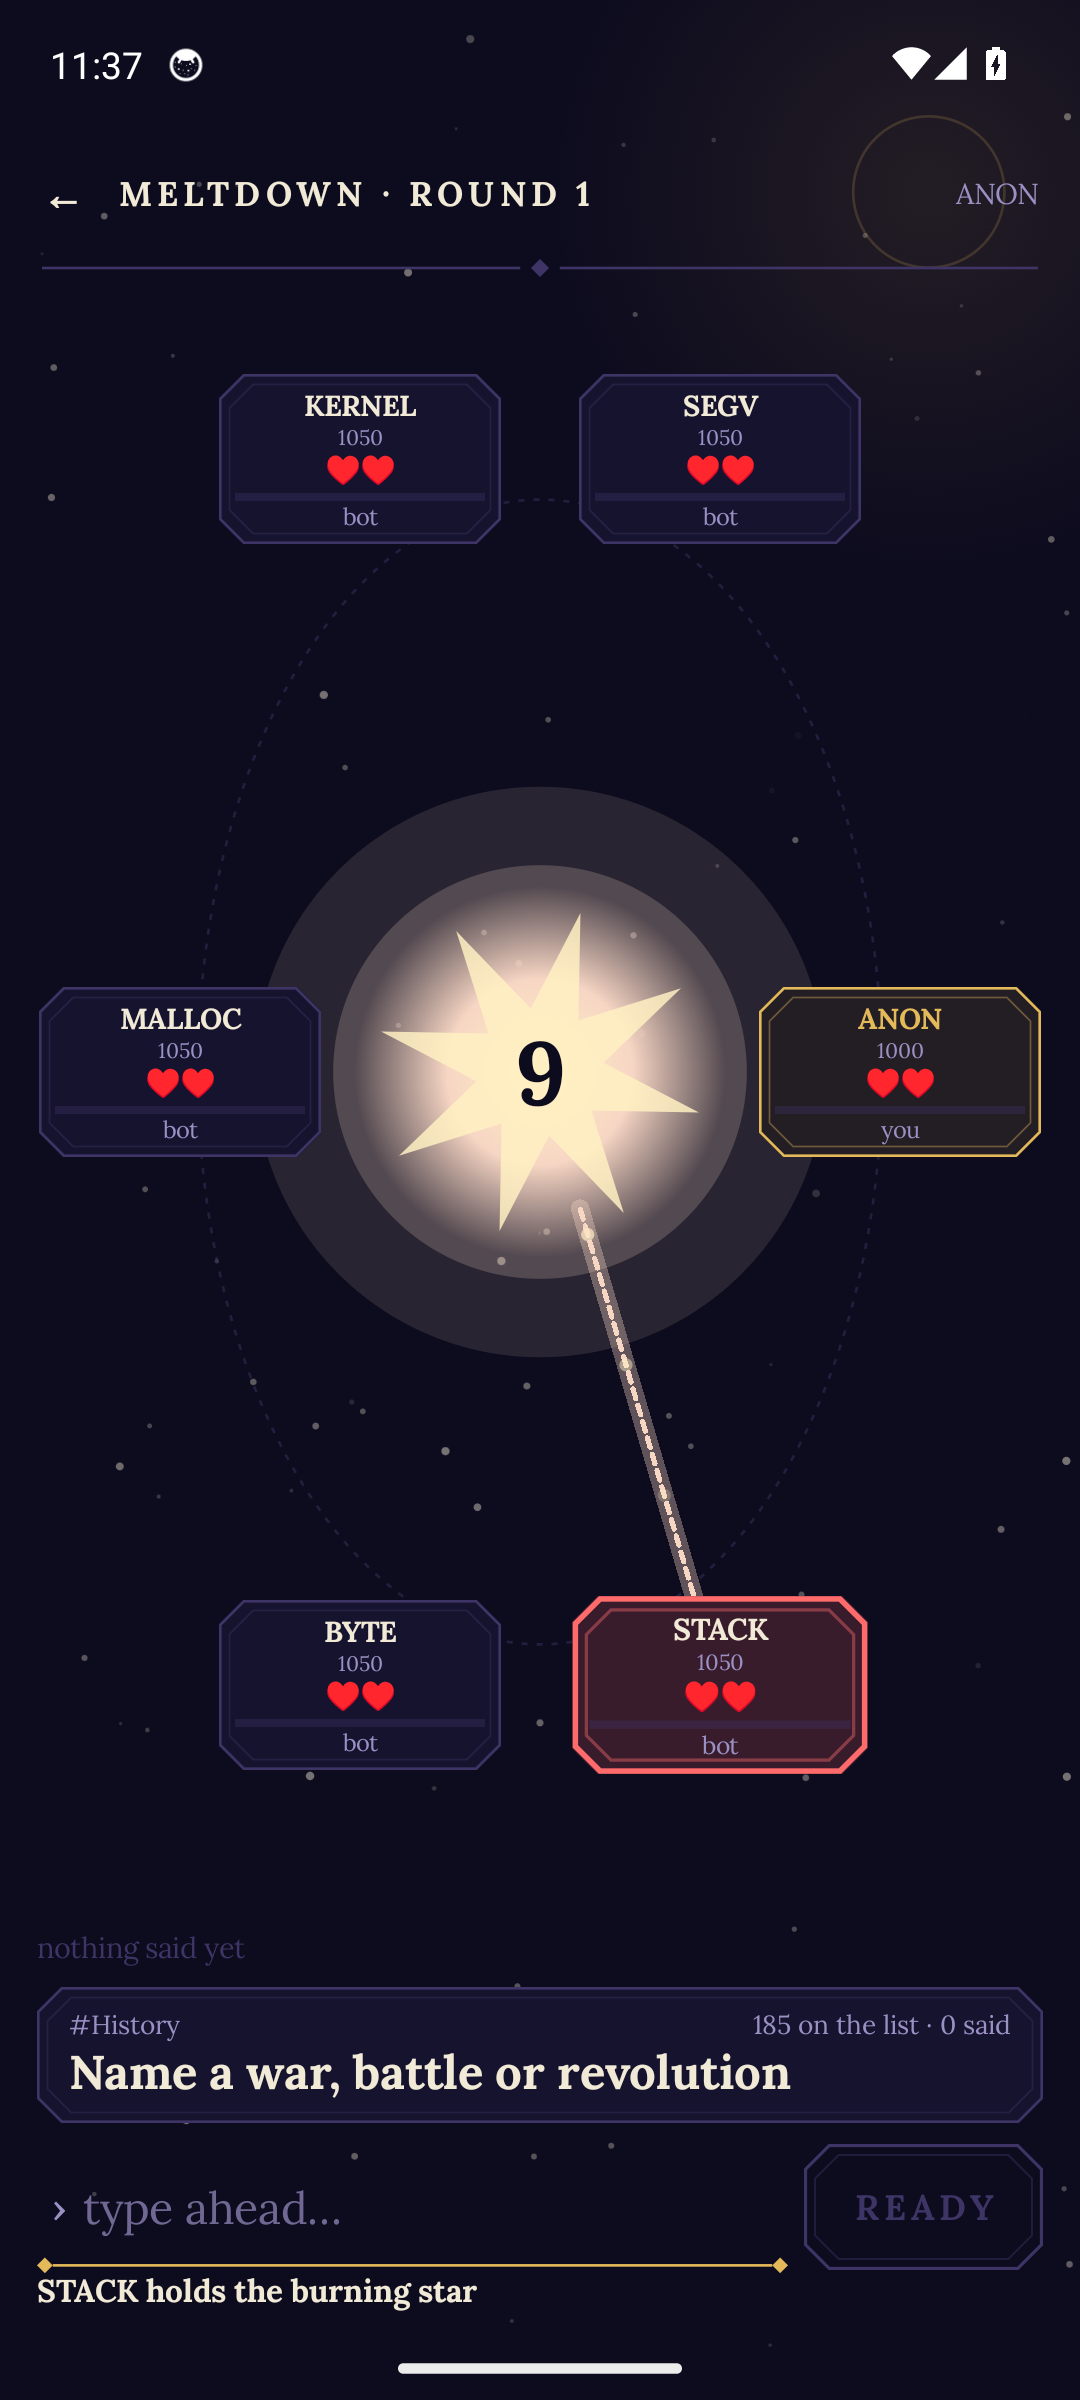 11:37
← MELTDOWN · ROUND 1
ANON
KERNEL
1050
bot
SEGV
1050
bot
MALLOC
1050
bot
9
ANON
1000
you
BYTE
1050
bot
STACK
1050
bot
nothing said yet
#History
185 on the list · 0 said
Name a war, battle or revolution
› type ahead...
READY
STACK holds the burning star